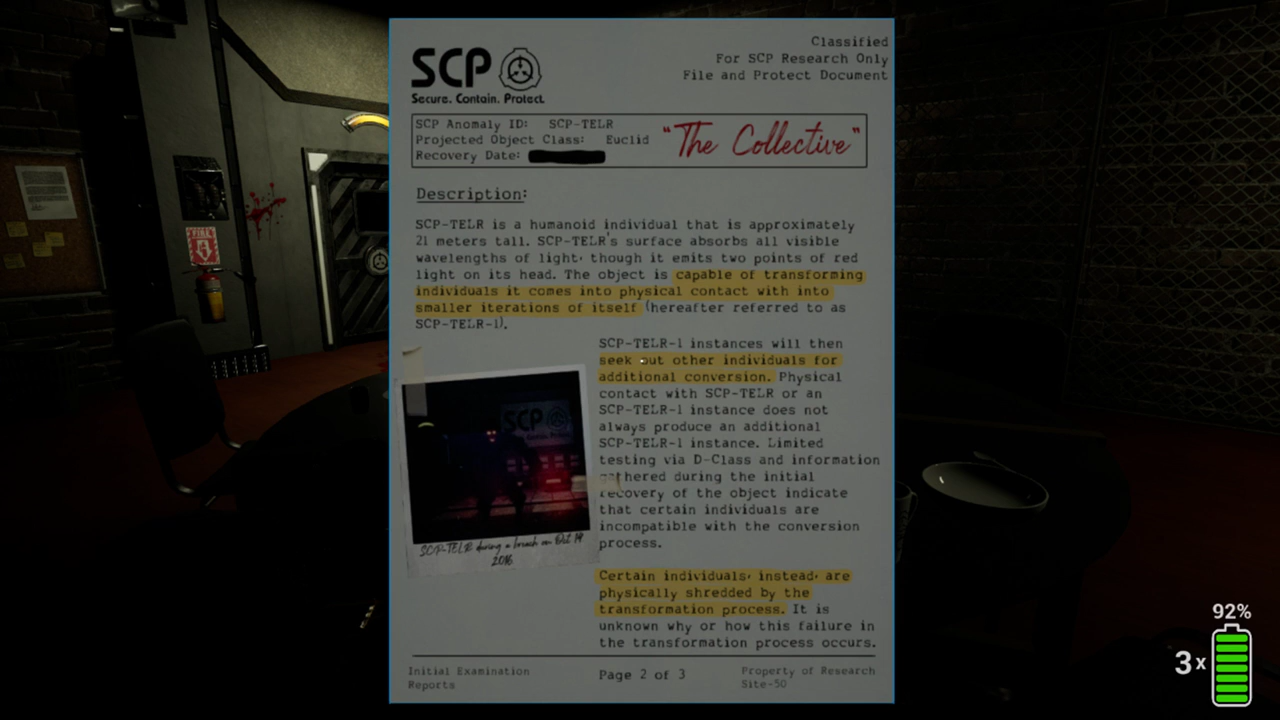 Classified
For SCP Research Only
File and Protect Document
SCP
Secure. Contain. Protect.
SCP Anomaly ID: SCP-TELR
Projected Object Class: Euclid
Recovery Date:
"The Collective"
Description:
SCP-TELR is a humanoid individual that is approximately
21 meters tall. SCP-TELR's surface absorbs all visible
wavelengths of light, though it emits two points of red
light on its head. The object is capable of transforming
individuals it comes into physical contact with into
smaller iterations of itself (hereafter referred to as
SCP-TELR-1).
SCP-TELR-1 instances will then
seek out other individuals for
additional conversion. Physical
contact with SCP-TELR or an
SCP-TELR-1 instance does not
always produce an additional
SCP-TELR-1 instance. Limited
testing via D-Class and information
gathered during the initial
recovery of the object indicate
that certain individuals are
incompatible with the conversion
process.
SCP
SCP-TELR during a breach on Oct 19
2016
Certain individuals, instead, are
physically shredded by the
transformation process. It is
unknown why or how this failure in
the transformation process occurs.
Initial Examination
Reports
Page 2 of 3
Property of Research
Site-50
FIRE
92%
3x